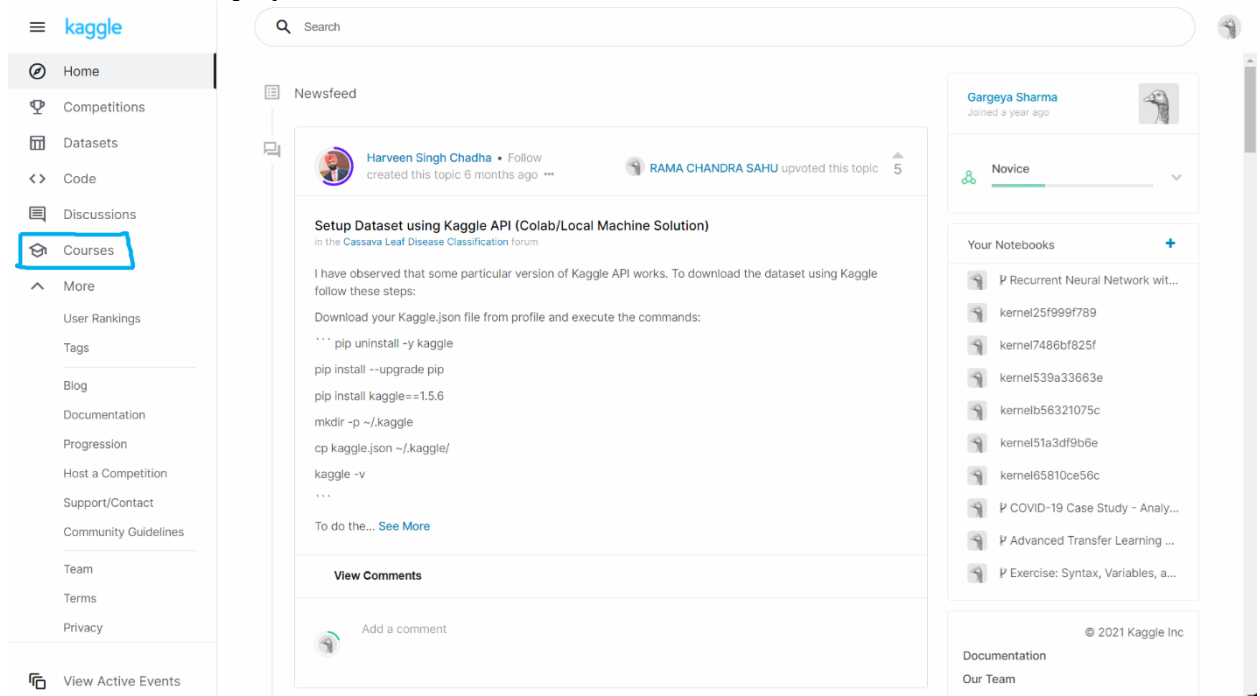 kaggle
Search
Home
Competitions
Datasets
Code
Discussions
Courses
More
User Rankings
Tags
Blog
Documentation
Progression
Host a Competition
Support/Contact
Community Guidelines
Team
Terms
Privacy
View Active Events
Newsfeed
Harveen Singh Chadha • Follow
created this topic 6 months ago •••
RAMA CHANDRA SAHU upvoted this topic
5
Setup Dataset using Kaggle API (Colab/Local Machine Solution)
in the Cassava Leaf Disease Classification forum
I have observed that some particular version of Kaggle API works. To download the dataset using Kaggle
follow these steps:
Download your Kaggle.json file from profile and execute the commands:
``` pip uninstall -y kaggle
pip install --upgrade pip
pip install kaggle==1.5.6
mkdir -p ~/.kaggle
cp kaggle.json ~/.kaggle/
kaggle -v
```
To do the... See More
View Comments
Add a comment
Gargeya Sharma
Joined a year ago
Novice
Your Notebooks +
Recurrent Neural Network wit...
kernel25f999f789
kernel7486bf825f
kernel539a33663e
kernelb56321075c
kernel51a3df9b6e
kernel65810ce56c
COVID-19 Case Study - Analy...
Advanced Transfer Learning ...
Exercise: Syntax, Variables, a...
© 2021 Kaggle Inc
Documentation
Our Team